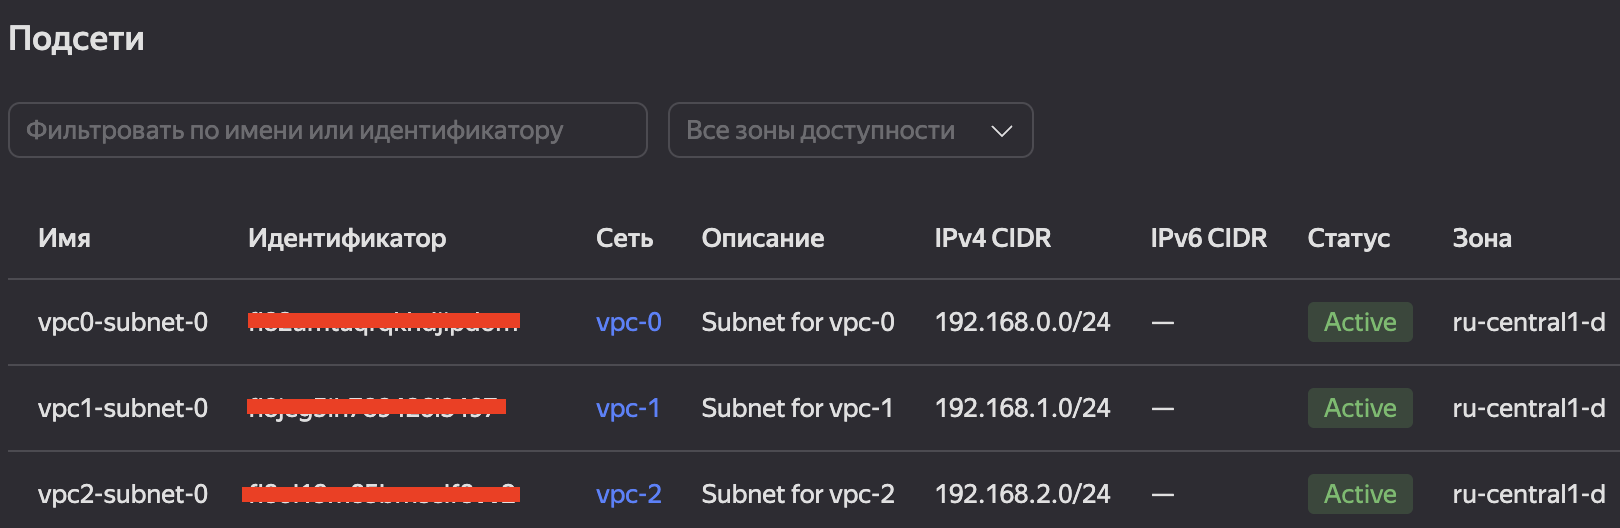 Подсети
Фильтровать по имени или идентификатору Все зоны доступности
Имя Идентификатор Сеть Описание IPv4 CIDR IPv6 CIDR Статус Зона
vpc0-subnet-0 vpc-0 Subnet for vpc-0 192.168.0.0/24 — Active ru-central1-d
vpc1-subnet-0 vpc-1 Subnet for vpc-1 192.168.1.0/24 — Active ru-central1-d
vpc2-subnet-0 vpc-2 Subnet for vpc-2 192.168.2.0/24 — Active ru-central1-d